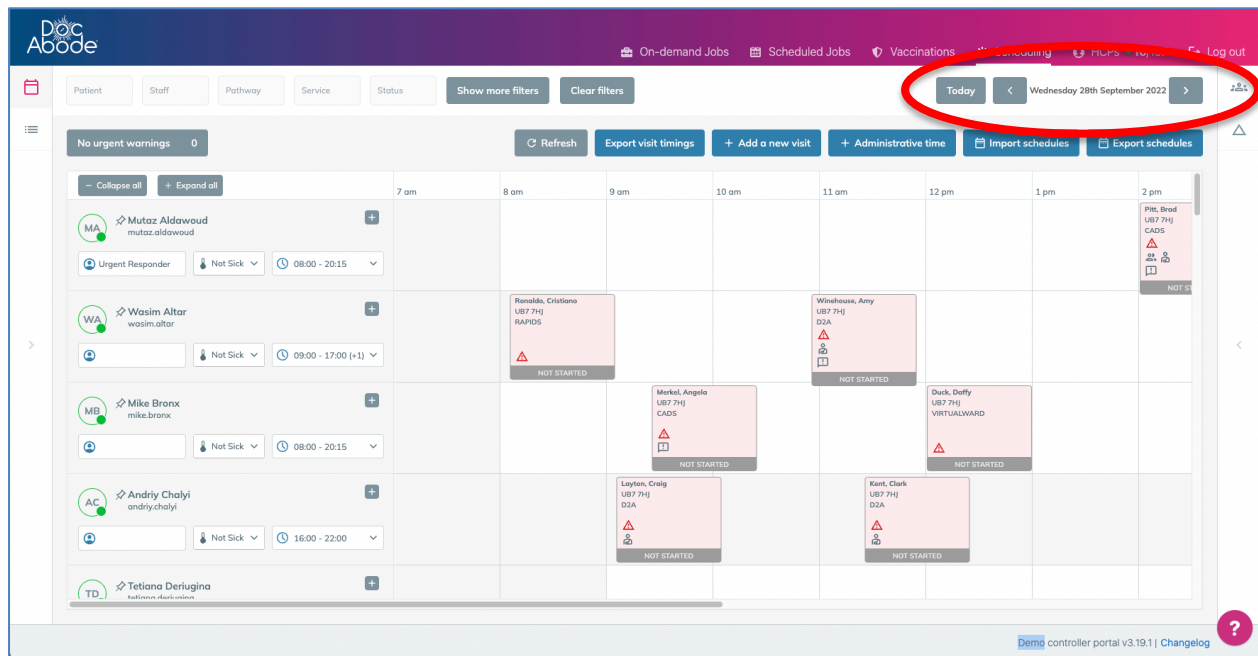 Doc
Abode
On-demand Jobs Scheduled Jobs Vaccinations Scheduling HCPs Log out
Patient Staff Pathway Service Status Show more filters Clear filters Today < Wednesday 28th September 2022 >
No urgent warnings 0 Refresh Export visit timings + Add a new visit + Administrative time Import schedules Export schedules
− Collapse all + Expand all 7 am 8 am 9 am 10 am 11 am 12 pm 1 pm 2 pm
MA Mutaz Aldawoud
mutaz.aldawoud
Urgent Responder Not Sick 08:00 - 20:15
Pitt, Brad
UB7 7HJ
CADS
NOT ST
WA Wasim Altar
wasim.altar
Not Sick 09:00 - 17:00 (+1)
Ronaldo, Cristiano
UB7 7HJ
RAPIDS
NOT STARTED
Winehouse, Amy
UB7 7HJ
D2A
NOT STARTED
MB Mike Bronx
mike.bronx
Not Sick 08:00 - 20:15
Merkel, Angela
UB7 7HJ
CADS
NOT STARTED
Duck, Daffy
UB7 7HJ
VIRTUALWARD
NOT STARTED
AC Andriy Chalyi
andriy.chalyi
Not Sick 16:00 - 22:00
Layton, Craig
UB7 7HJ
D2A
NOT STARTED
Kent, Clark
UB7 7HJ
D2A
NOT STARTED
TD Tetiana Deriugina
tetiana.deriugina
?
Demo controller portal v3.19.1 | Changelog